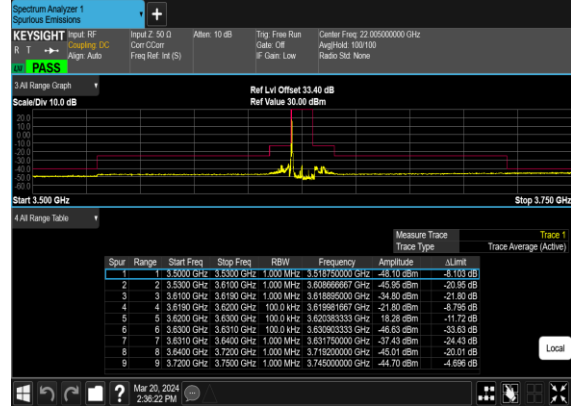 Spectrum Analyzer 1
Spurious Emissions
KEYSIGHT Input: RF Input Z: 50 Ω Atten: 10 dB Trig: Free Run Center Freq: 22.005000000 GHz
R T Coupling: DC Corr CCorr Gate: Off Avg|Hold: 100/100
Align: Auto Freq Ref: Int (S) IF Gain: Low Radio Std: None
PASS
3 All Range Graph
Ref Lvl Offset 33.40 dB
Scale/Div 10.0 dB Ref Value 30.00 dBm
20.0
10.0
0.00
-10.0
-20.0
-30.0
-40.0
-50.0
-60.0
Start 3.500 GHz Stop 3.750 GHz
4 All Range Table
Measure Trace Trace 1
Trace Type Trace Average (Active)
Spur Range Start Freq Stop Freq RBW Frequency Amplitude ΔLimit
1 1 3.5000 GHz 3.5300 GHz 1.000 MHz 3.518750000 GHz -48.10 dBm -8.103 dB
2 2 3.5300 GHz 3.6100 GHz 1.000 MHz 3.608666667 GHz -45.95 dBm -20.95 dB
3 3 3.6100 GHz 3.6190 GHz 1.000 MHz 3.618895000 GHz -34.80 dBm -21.80 dB
4 4 3.6190 GHz 3.6200 GHz 100.0 kHz 3.619981667 GHz -21.80 dBm -8.795 dB
5 5 3.6200 GHz 3.6300 GHz 100.0 kHz 3.620383333 GHz 18.28 dBm -11.72 dB
6 6 3.6300 GHz 3.6310 GHz 100.0 kHz 3.630903333 GHz -46.63 dBm -33.63 dB
7 7 3.6310 GHz 3.6400 GHz 1.000 MHz 3.631750000 GHz -37.43 dBm -24.43 dB
8 8 3.6400 GHz 3.7200 GHz 1.000 MHz 3.719200000 GHz -45.01 dBm -20.01 dB
9 9 3.7200 GHz 3.7500 GHz 1.000 MHz 3.745000000 GHz -44.70 dBm -4.696 dB
Local
? Mar 20, 2024
2:36:22 PM